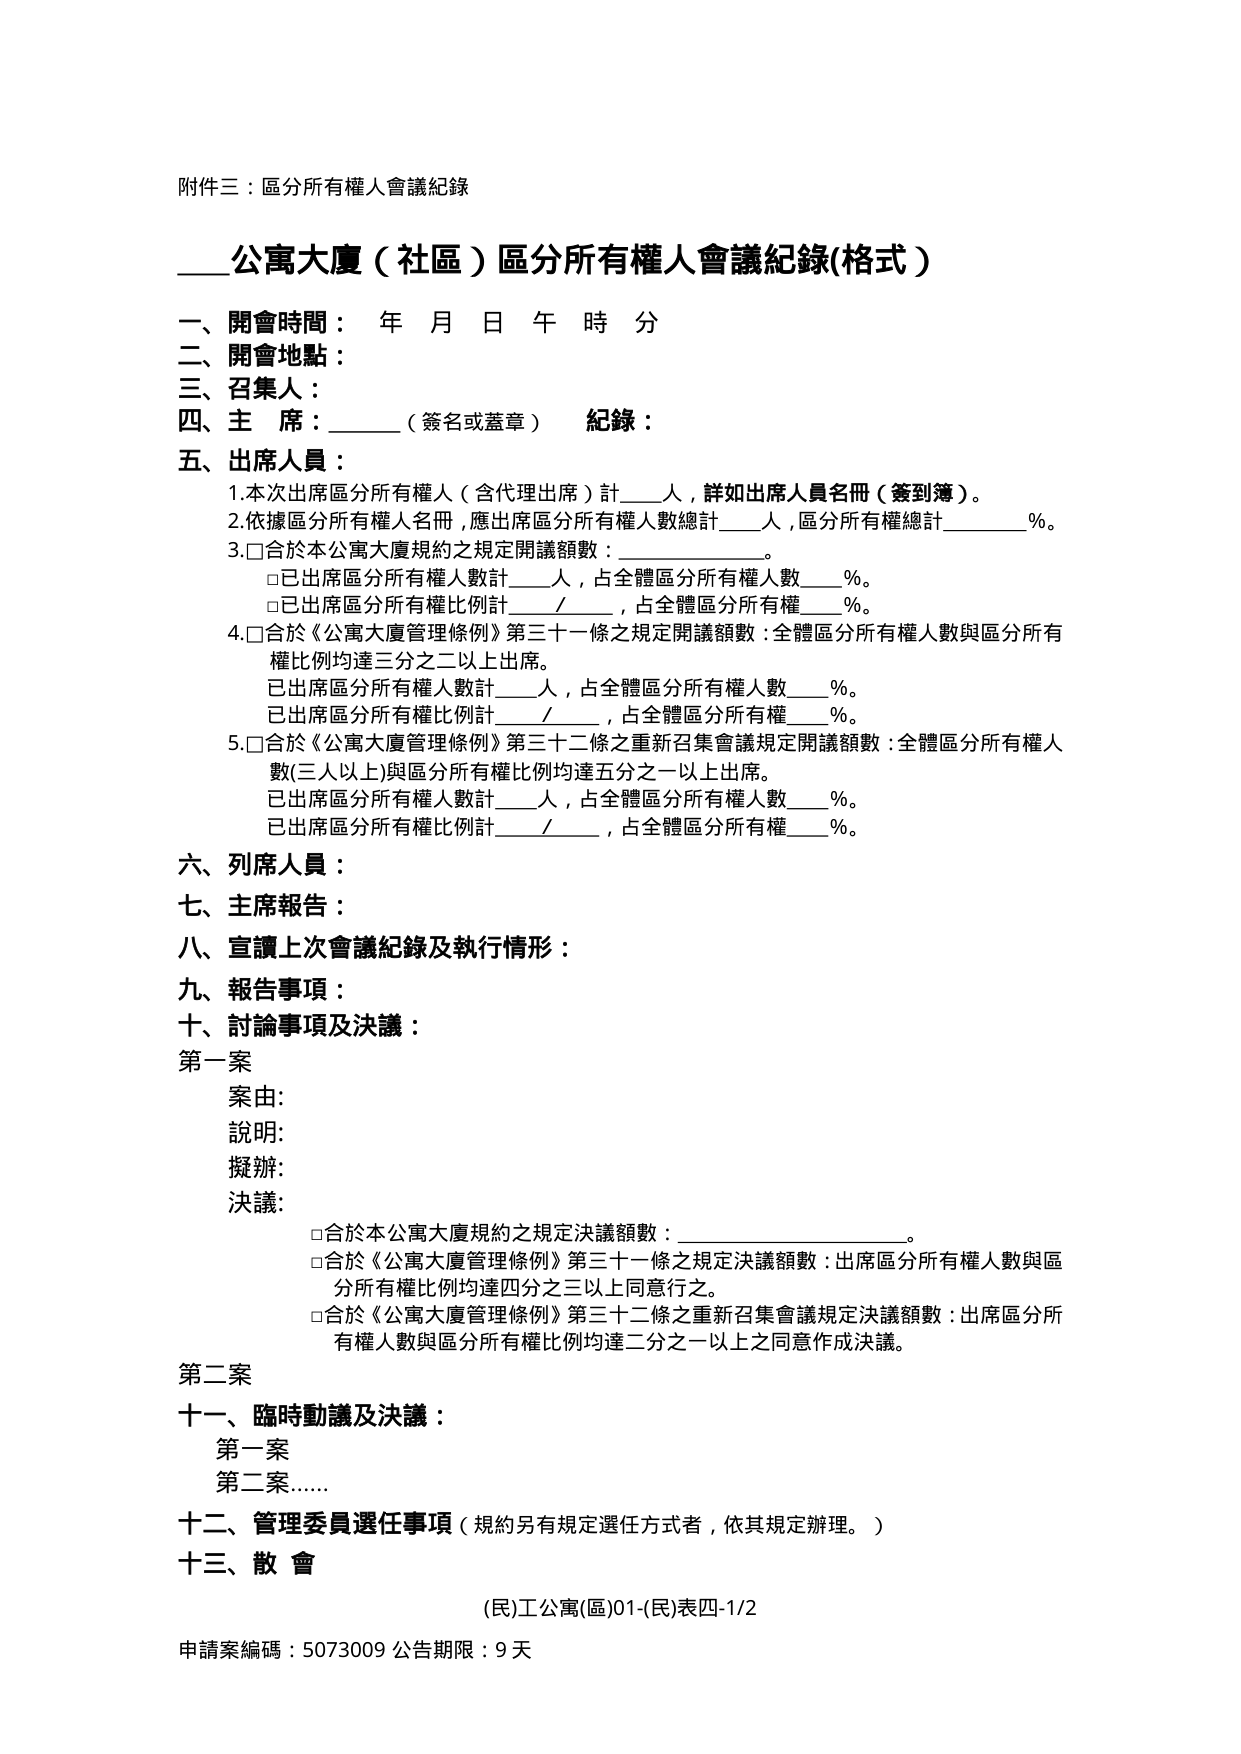 附件三：區分所有權人會議紀錄
___公寓大廈（社區）區分所有權人會議紀錄(格式）
一、開會時間：　年　月　日　午　時　分
二、開會地點：
三、召集人：
四、主　席：______（簽名或蓋章）　紀錄：
五、出席人員：
1.本次出席區分所有權人（含代理出席）計____人，詳如出席人員名冊（簽到簿）。
2.依據區分所有權人名冊，應出席區分所有權人數總計____人，區分所有權總計________%。
3.□合於本公寓大廈規約之規定開議額數：______________。
□已出席區分所有權人數計____人，占全體區分所有權人數____%。
□已出席區分所有權比例計____/____，占全體區分所有權____%。
4.□合於《公寓大廈管理條例》第三十一條之規定開議額數：全體區分所有權人數與區分所有
權比例均達三分之二以上出席。
已出席區分所有權人數計____人，占全體區分所有權人數____%。
已出席區分所有權比例計____/____，占全體區分所有權____%。
5.□合於《公寓大廈管理條例》第三十二條之重新召集會議規定開議額數：全體區分所有權人
數(三人以上)與區分所有權比例均達五分之一以上出席。
已出席區分所有權人數計____人，占全體區分所有權人數____%。
已出席區分所有權比例計____/____，占全體區分所有權____%。
六、列席人員：
七、主席報告：
八、宣讀上次會議紀錄及執行情形：
九、報告事項：
十、討論事項及決議：
第一案
案由:
說明:
擬辦:
決議:
□合於本公寓大廈規約之規定決議額數：______________________。
□合於《公寓大廈管理條例》第三十一條之規定決議額數：出席區分所有權人數與區
分所有權比例均達四分之三以上同意行之。
□合於《公寓大廈管理條例》第三十二條之重新召集會議規定決議額數：出席區分所
有權人數與區分所有權比例均達二分之一以上之同意作成決議。
第二案
十一、臨時動議及決議：
第一案
第二案……
十二、管理委員選任事項（規約另有規定選任方式者，依其規定辦理。）
十三、散 會
(民)工公寓(區)01-(民)表四-1/2
申請案編碼：5073009 公告期限：9 天